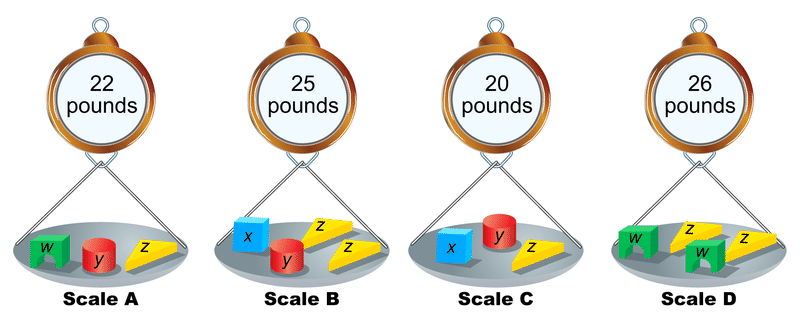 22
pounds
w
y
z
Scale A
25
pounds
x
y
z
z
Scale B
20
pounds
x
y
z
Scale C
26
pounds
w
z
w
z
Scale D